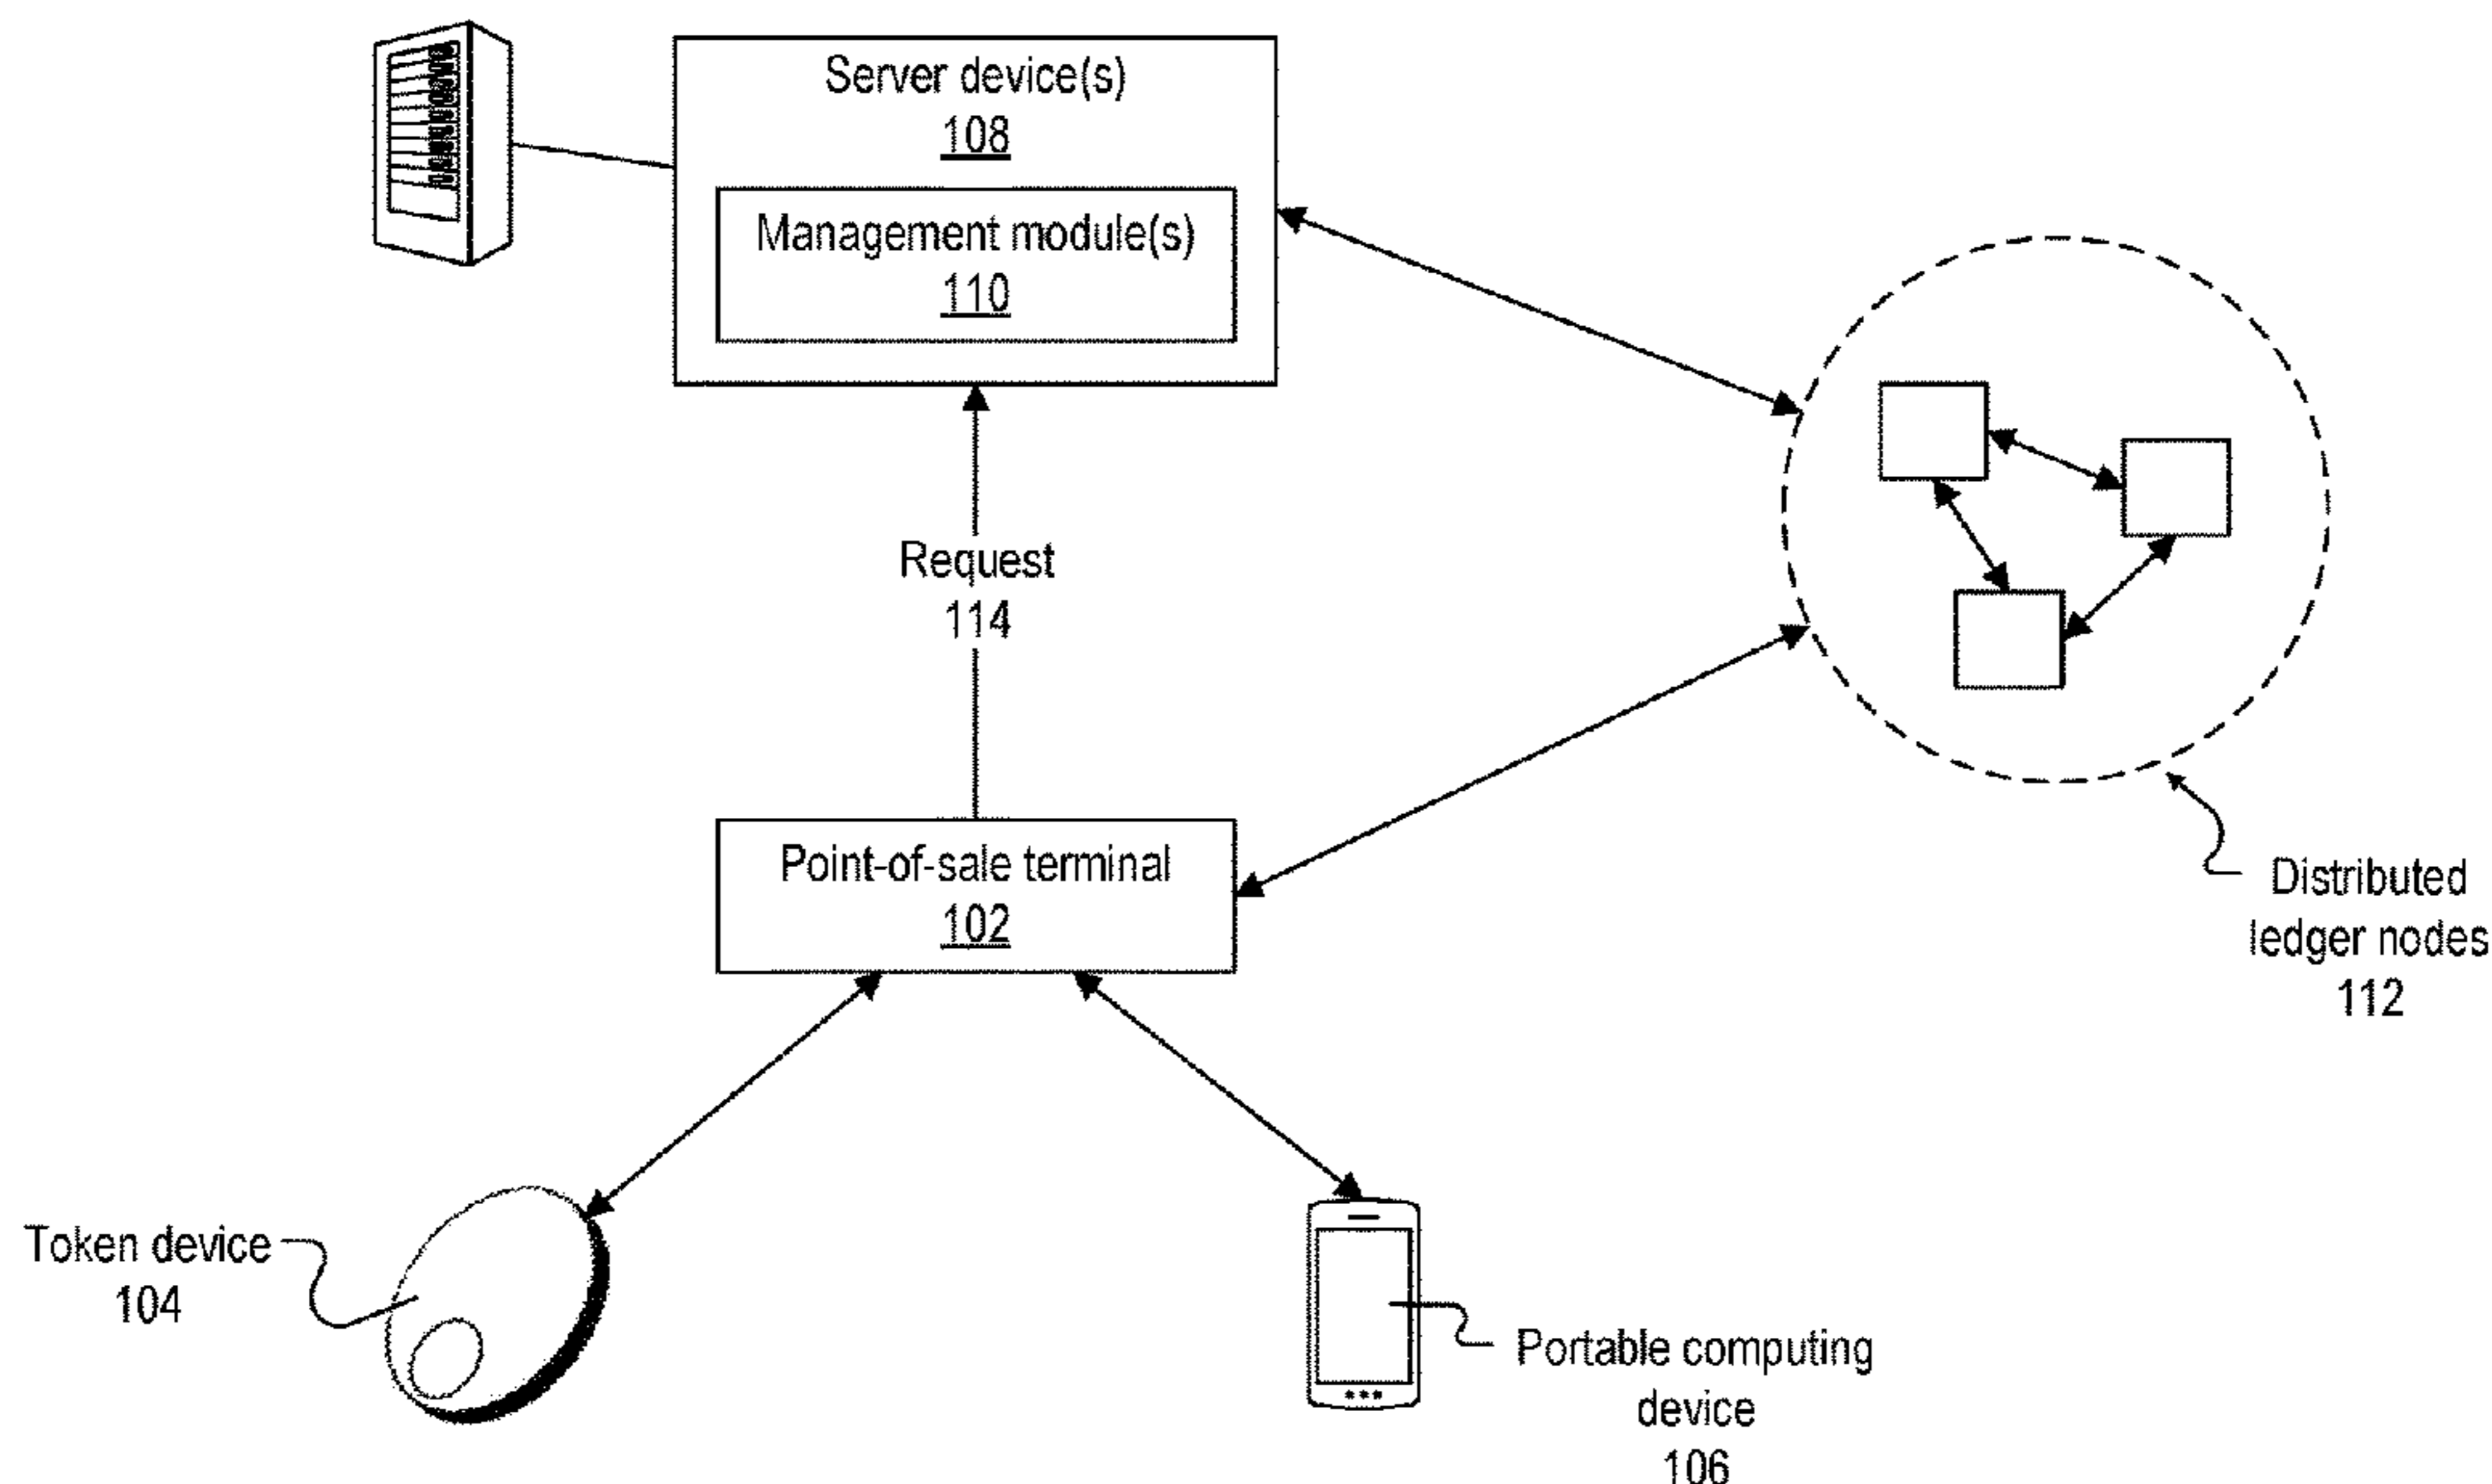 Server device(s)
108
Management module(s)
110
Request
114
Point-of-sale terminal
102
Distributed
ledger nodes
112
Token device
104
Portable computing
device
106